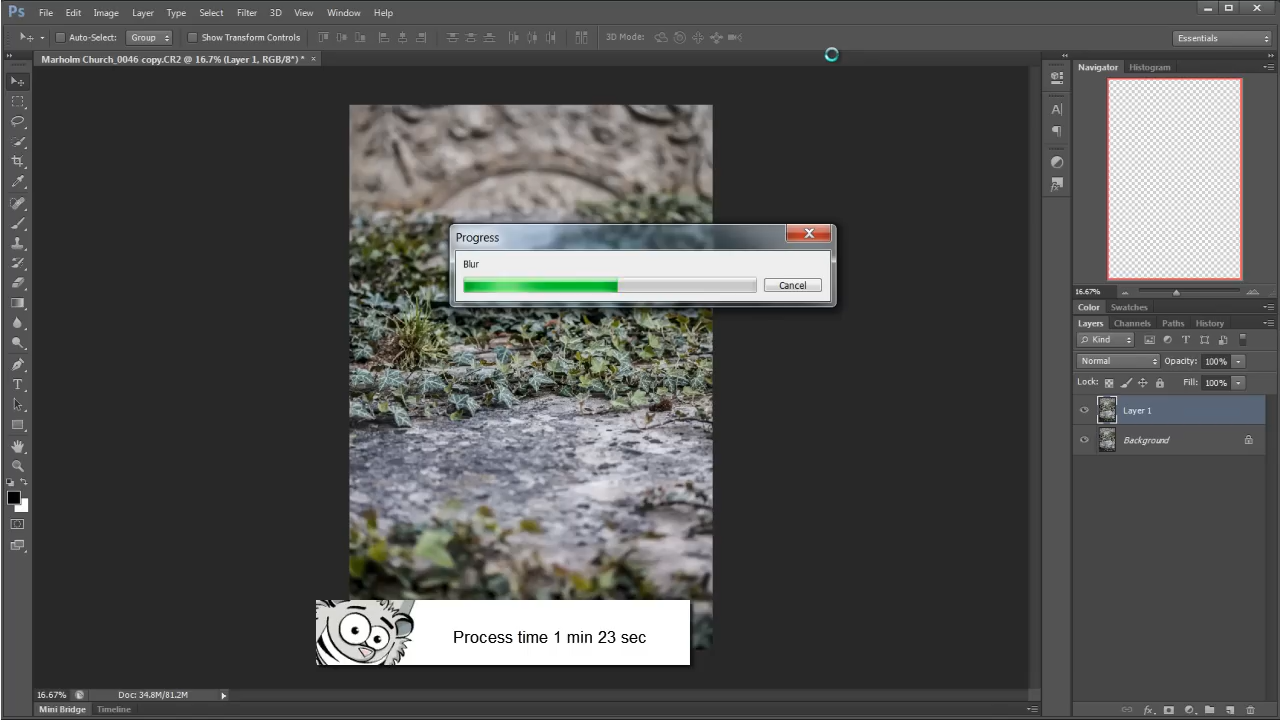 Ps File Edit Image Layer Type Select Filter 3D View Window Help
Auto-Select: Group Show Transform Controls 3D Mode: Essentials
Marholm Church_0046 copy.CR2 @ 16.7% (Layer 1, RGB/8*) * ×
Navigator Histogram
Progress
Blur
Cancel
16.67%
Color Swatches
Layers Channels Paths History
Kind
Normal Opacity: 100%
Lock: Fill: 100%
Layer 1
Background
Process time 1 min 23 sec
16.67% Doc: 34.8M/81.2M
Mini Bridge Timeline